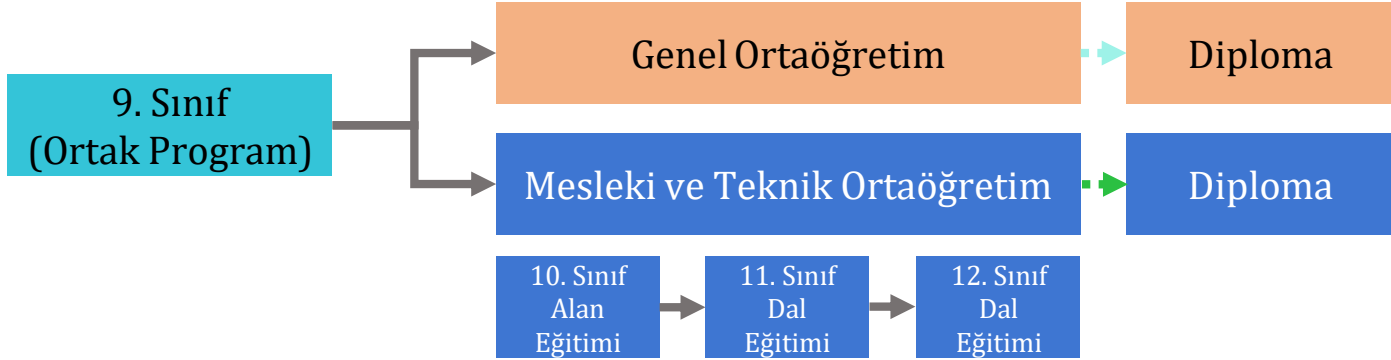 Genel Ortaöğretim
Diploma
9. Sınıf
(Ortak Program)
Mesleki ve Teknik Ortaöğretim
Diploma
10. Sınıf
Alan
Eğitimi
11. Sınıf
Dal
Eğitimi
12. Sınıf
Dal
Eğitimi